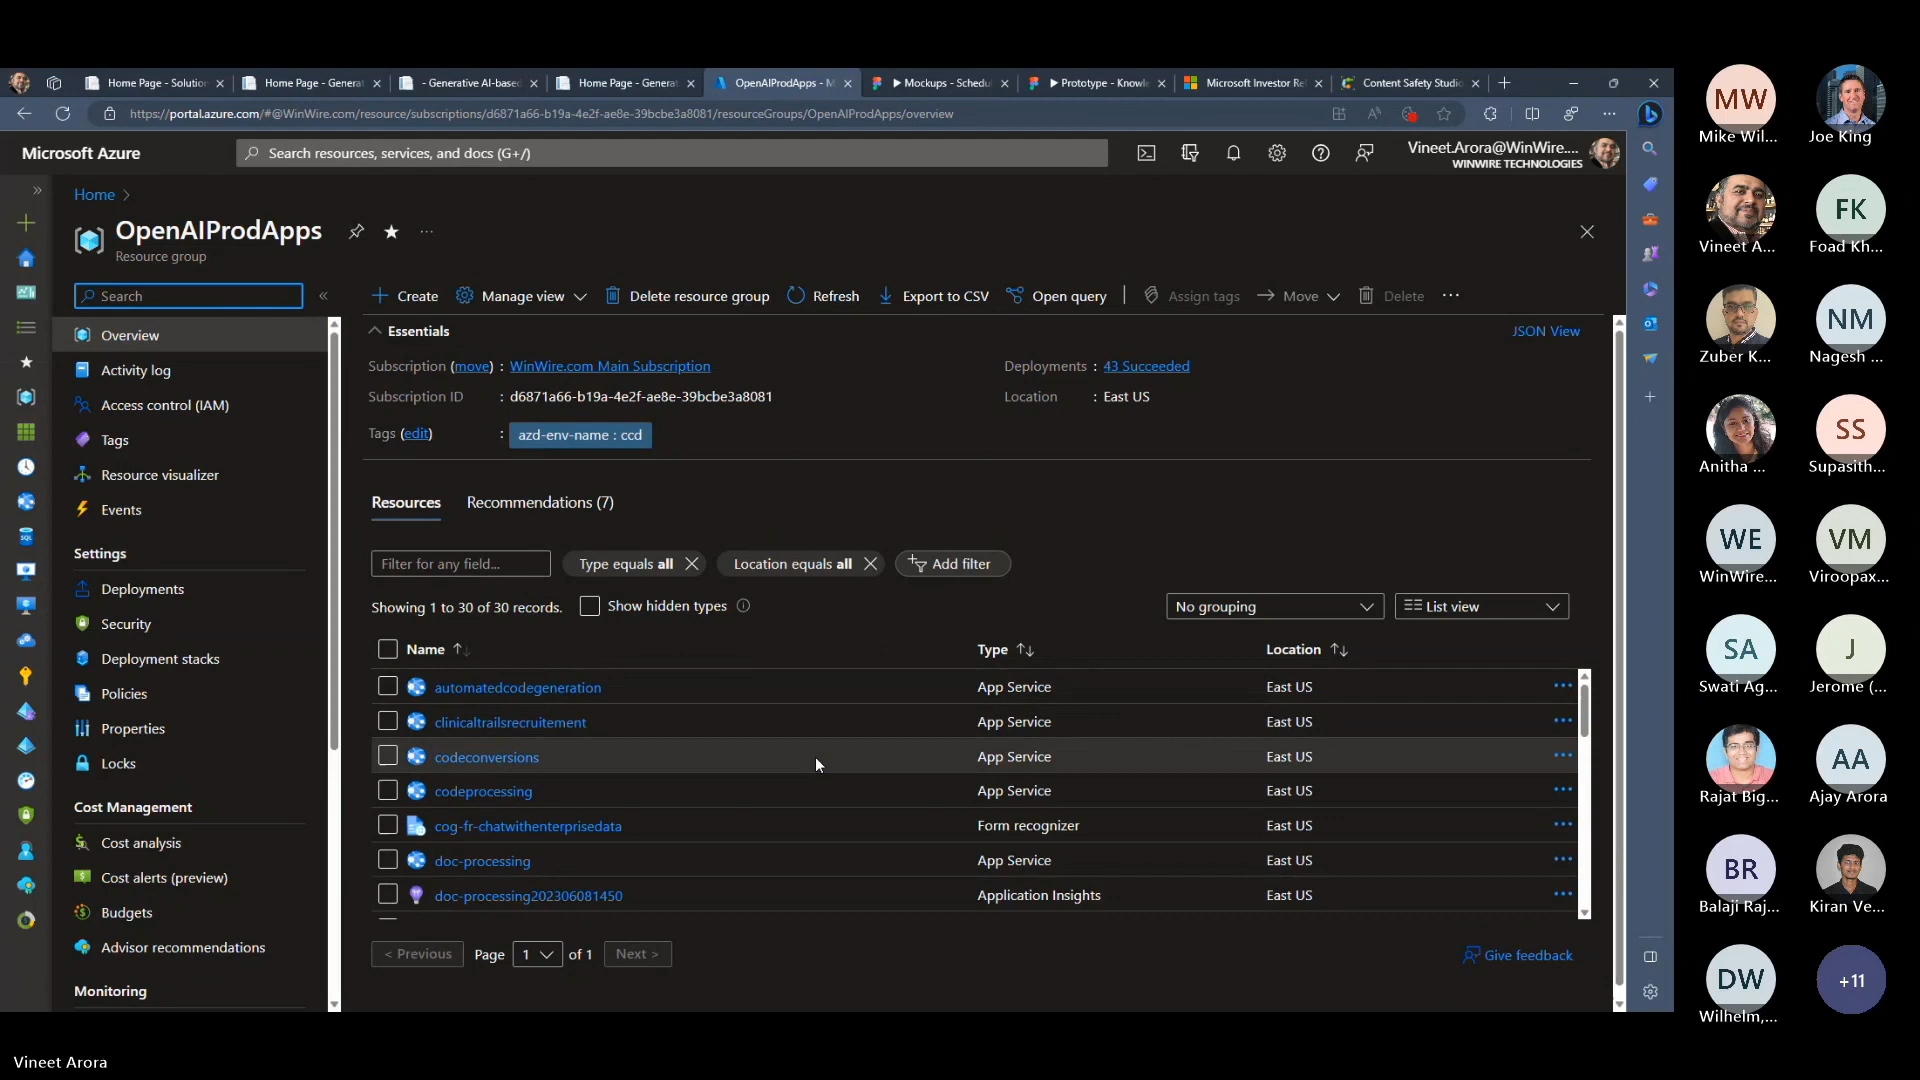 Home Page - Solution
Home Page - Generat
- Generative AI-based
Home Page - Generat
OpenAIProdApps - M
Mockups - Schedu
Prototype - Knowle
Microsoft Investor Re
Content Safety Studio
https://portal.azure.com/#@WinWire.com/resource/subscriptions/d6871a66-b19a-4e2f-ae8e-39bcbe3a8081/resourceGroups/OpenAIProdApps/overview
Microsoft Azure
Search resources, services, and docs (G+/)
Vineet.Arora@WinWire....
WINWIRE TECHNOLOGIES
Home >
OpenAIProdApps
Resource group
Search
Create
Manage view
Delete resource group
Refresh
Export to CSV
Open query
Assign tags
Move
Delete
Overview
Activity log
Access control (IAM)
Tags
Resource visualizer
Events
Settings
Deployments
Security
Deployment stacks
Policies
Properties
Locks
Cost Management
Cost analysis
Cost alerts (preview)
Budgets
Advisor recommendations
Monitoring
Essentials
JSON View
Subscription (move) : WinWire.com Main Subscription
Deployments : 43 Succeeded
Subscription ID : d6871a66-b19a-4e2f-ae8e-39bcbe3a8081
Location : East US
Tags (edit) : azd-env-name : ccd
Resources Recommendations (7)
Filter for any field...
Type equals all
Location equals all
Add filter
Showing 1 to 30 of 30 records.
Show hidden types
No grouping
List view
Name Type Location
automatedcodegeneration App Service East US
clinicaltrailsrecruitement App Service East US
codeconversions App Service East US
codeprocessing App Service East US
cog-fr-chatwithenterprisedata Form recognizer East US
doc-processing App Service East US
doc-processing202306081450 Application Insights East US
< Previous Page 1 of 1 Next >
Give feedback
MW
Mike Wil...
Joe King
Vineet A...
FK
Foad Kh...
Zuber K...
NM
Nagesh ...
Anitha ...
SS
Supasith...
WE
WinWire...
VM
Viroopax...
SA
Swati Ag...
J
Jerome (...
Rajat Big...
AA
Ajay Arora
BR
Balaji Raj...
Kiran Ve...
DW
Wilhelm,...
+11
Vineet Arora